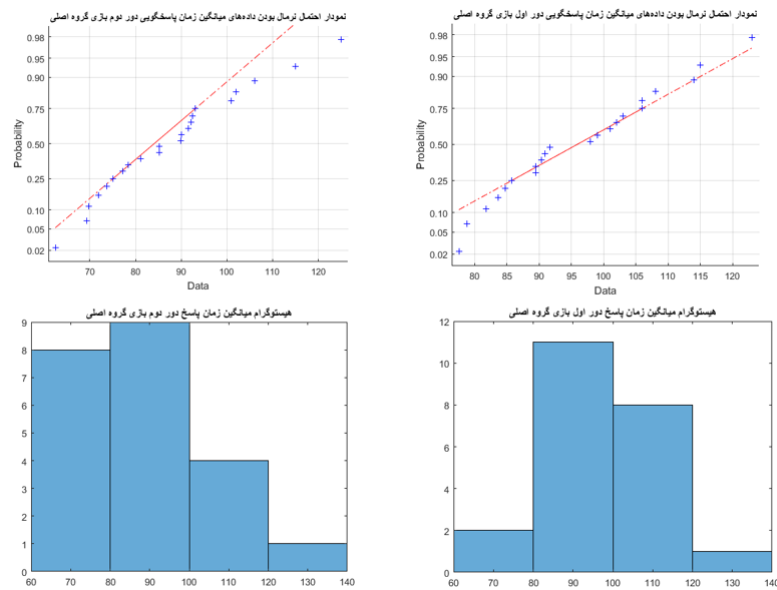 نمودار احتمال نرمال بودن داده‌های میانگین زمان پاسخگویی دور دوم بازی گروه اصلی
0.98
0.95
0.90
0.75
0.50
0.25
0.10
0.05
0.02
Probability
70 80 90 100 110 120
Data
نمودار احتمال نرمال بودن داده‌های میانگین زمان پاسخگویی دور اول بازی گروه اصلی
0.98
0.95
0.90
0.75
0.50
0.25
0.10
0.05
0.02
Probability
80 85 90 95 100 105 110 115 120
Data
هیستوگرام میانگین زمان پاسخ دور دوم بازی گروه اصلی
9
8
7
6
5
4
3
2
1
0
60 70 80 90 100 110 120 130 140
هیستوگرام میانگین زمان پاسخ دور اول بازی گروه اصلی
12
10
8
6
4
2
0
60 70 80 90 100 110 120 130 140